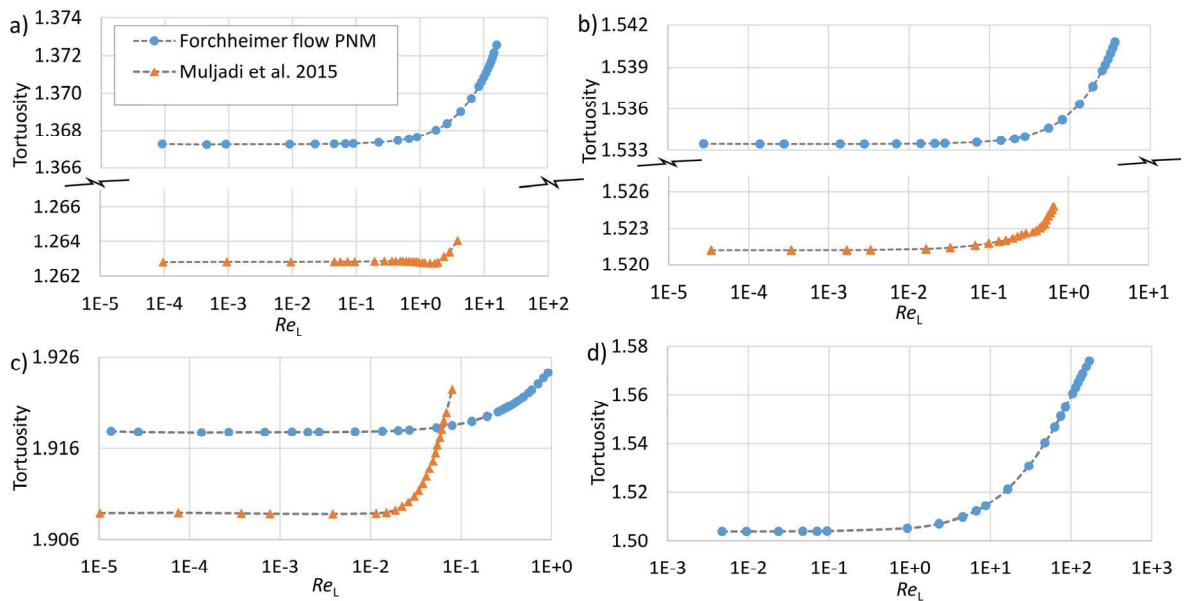 a)
Tortuosity
1.374
1.372
1.370
1.368
1.366
1.266
1.264
1.262
Forchheimer flow PNM
Muljadi et al. 2015
1E-5 1E-4 1E-3 1E-2 1E-1 1E+0 1E+1 1E+2
ReL
b)
Tortuosity
1.542
1.539
1.536
1.533
1.526
1.523
1.520
1E-5 1E-4 1E-3 1E-2 1E-1 1E+0 1E+1
ReL
c)
Tortuosity
1.926
1.916
1.906
1E-5 1E-4 1E-3 1E-2 1E-1 1E+0
ReL
d)
Tortuosity
1.58
1.56
1.54
1.52
1.50
1E-3 1E-2 1E-1 1E+0 1E+1 1E+2 1E+3
ReL